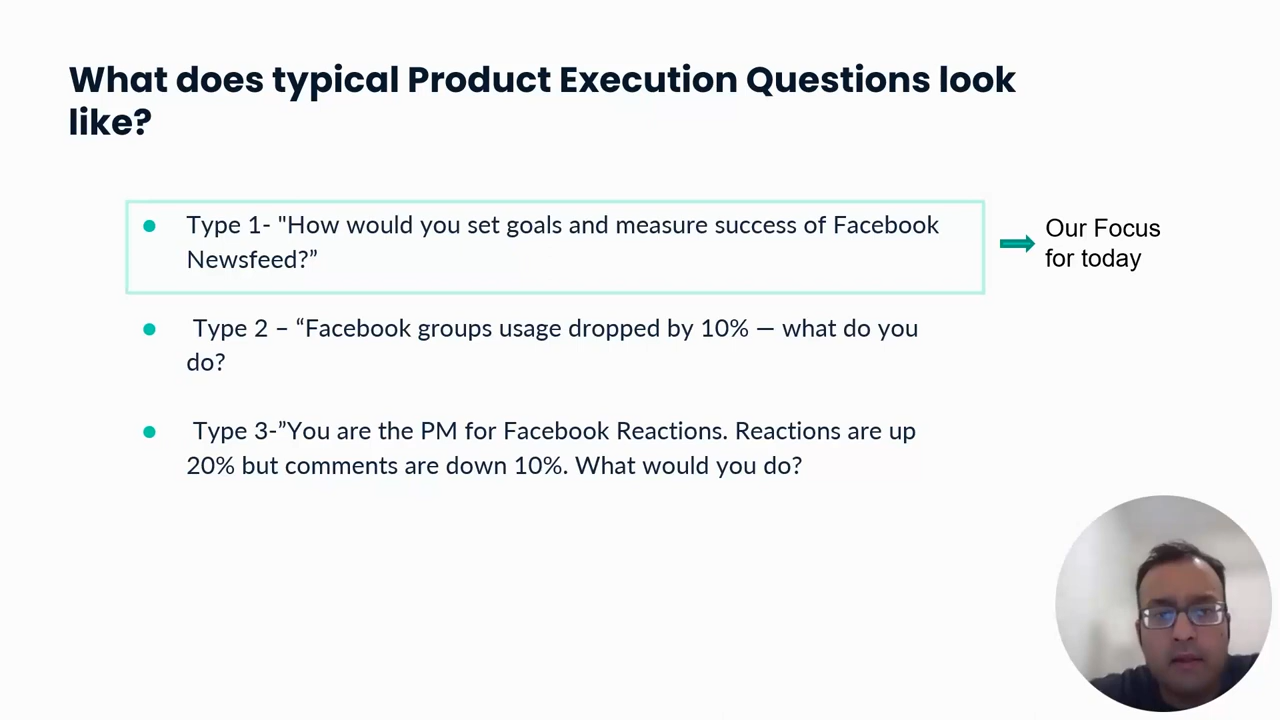 What does typical Product Execution Questions look
like?
● Type 1- "How would you set goals and measure success of Facebook
Newsfeed?”
Our Focus
for today
● Type 2 – “Facebook groups usage dropped by 10% — what do you
do?
● Type 3-”You are the PM for Facebook Reactions. Reactions are up
20% but comments are down 10%. What would you do?